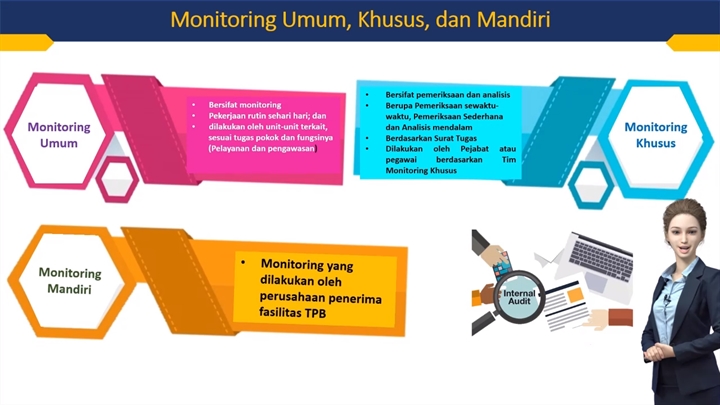 Monitoring Umum, Khusus, dan Mandiri
Monitoring
Umum
• Bersifat monitoring
• Pekerjaan rutin sehari hari; dan
• dilakukan oleh unit-unit terkait,
sesuai tugas pokok dan fungsinya
(Pelayanan dan pengawasan)
• Bersifat pemeriksaan dan analisis
• Berupa Pemeriksaan sewaktu-
waktu, Pemeriksaan Sederhana
dan Analisis mendalam
• Berdasarkan Surat Tugas
• Dilakukan oleh Pejabat atau
pegawai berdasarkan Tim
Monitoring Khusus
Monitoring
Khusus
Monitoring
Mandiri
• Monitoring yang
dilakukan oleh
perusahaan penerima
fasilitas TPB
Internal
Audit